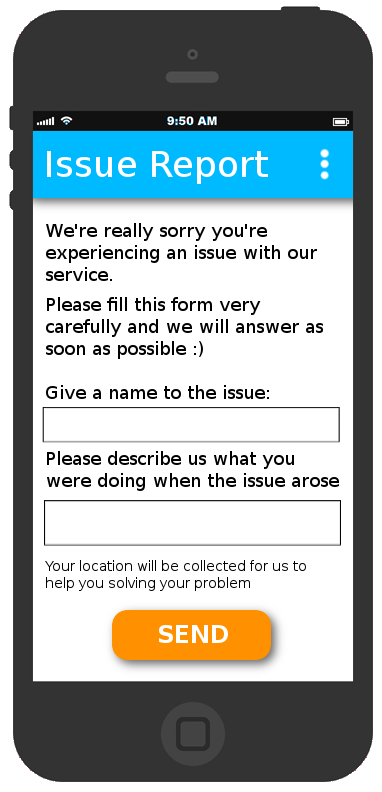 9:50 AM
Issue Report
We're really sorry you're
experiencing an issue with our
service.
Please fill this form very
carefully and we will answer as
soon as possible :)
Give a name to the issue:
Please describe us what you
were doing when the issue arose
Your location will be collected for us to
help you solving your problem
SEND